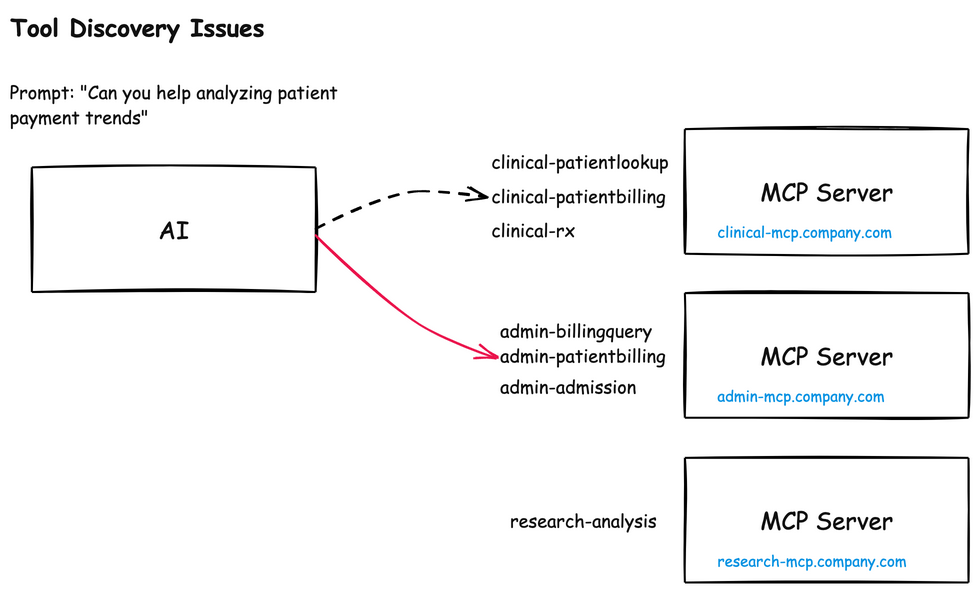 Tool Discovery Issues
Prompt: "Can you help analyzing patient
payment trends"
AI
clinical-patientlookup
clinical-patientbilling
clinical-rx
MCP Server
clinical-mcp.company.com
admin-billingquery
admin-patientbilling
admin-admission
MCP Server
admin-mcp.company.com
research-analysis
MCP Server
research-mcp.company.com